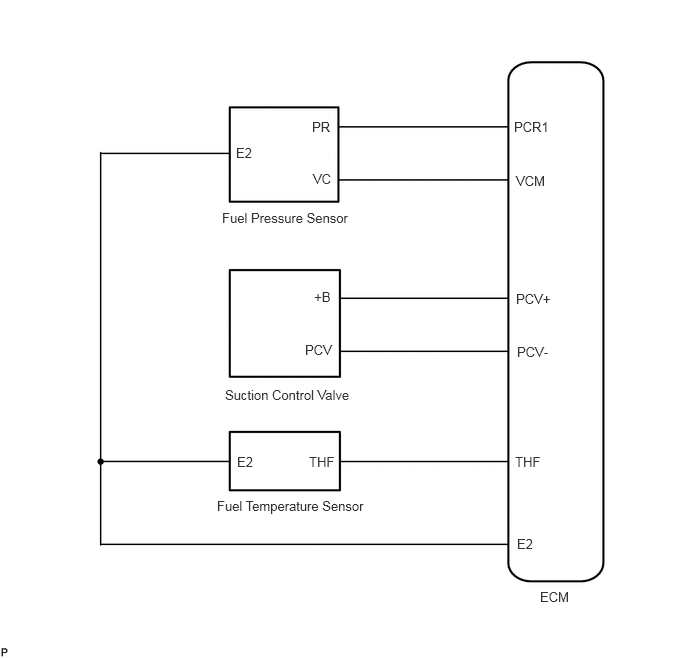 PR
PCR1
E2
VC
VCM
Fuel Pressure Sensor
+B
PCV+
PCV
PCV-
Suction Control Valve
E2
THF
THF
Fuel Temperature Sensor
E2
ECM
P